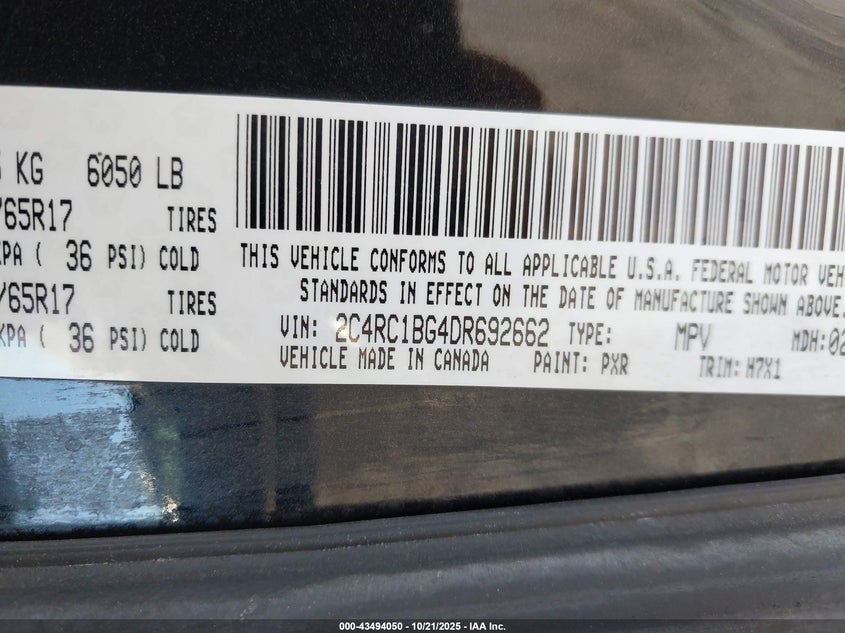 KG 6050 LB
/65R17 TIRES
KPA ( 36 PSI) COLD
/65R17 TIRES
KPA ( 36 PSI) COLD
THIS VEHICLE CONFORMS TO ALL APPLICABLE U.S.A. FEDERAL MOTOR VEH
STANDARDS IN EFFECT ON THE DATE OF MANUFACTURE SHOWN ABOVE.
VIN: 2C4RC1BG4DR692662 TYPE: MPV MDH:02
VEHICLE MADE IN CANADA PAINT: PXR TRIM: H7X1
000-43494050 | 10/21/2025 | IAA Inc.